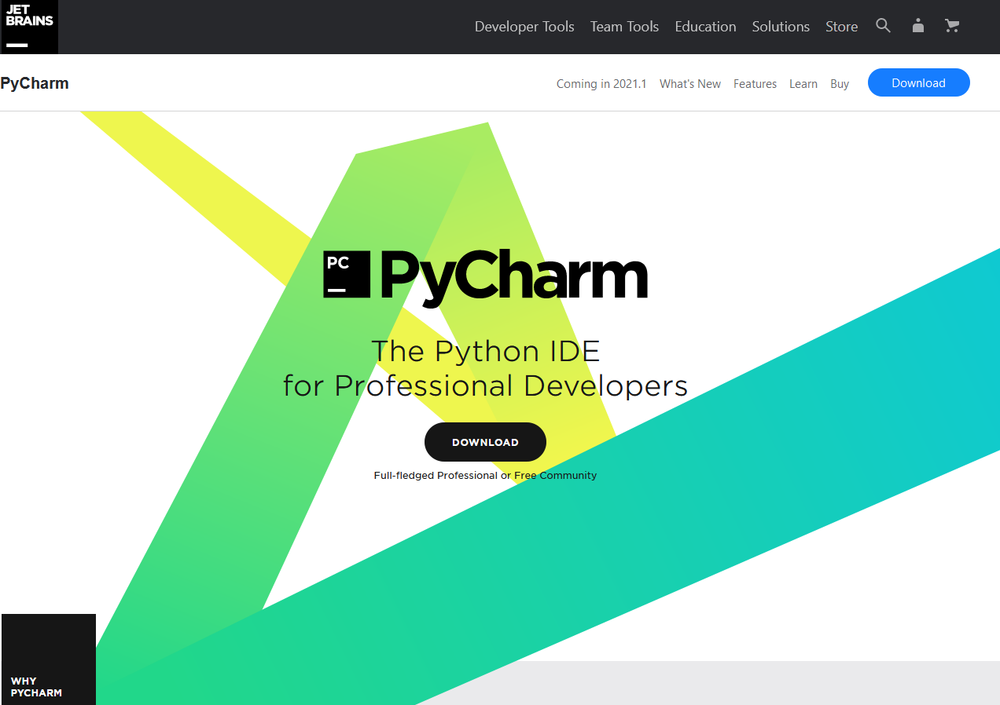 JET
BRAINS
Developer Tools Team Tools Education Solutions Store
PyCharm
Coming in 2021.1 What's New Features Learn Buy Download
PC
PyCharm
The Python IDE
for Professional Developers
DOWNLOAD
Full-fledged Professional or Free Community
WHY
PYCHARM